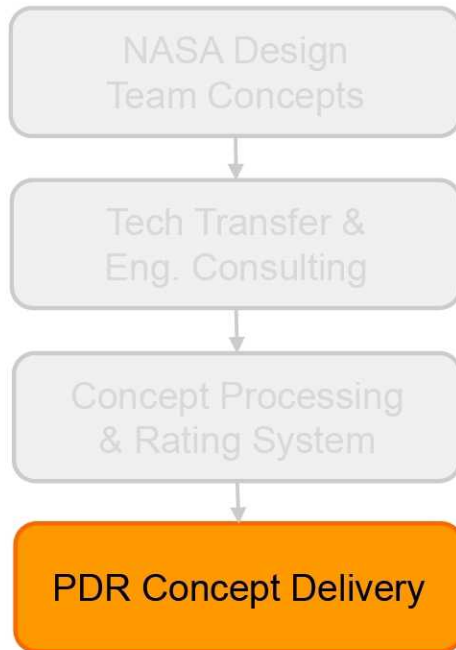 NASA Design
Team Concepts
Tech Transfer &
Eng. Consulting
Concept Processing
& Rating System
PDR Concept Delivery